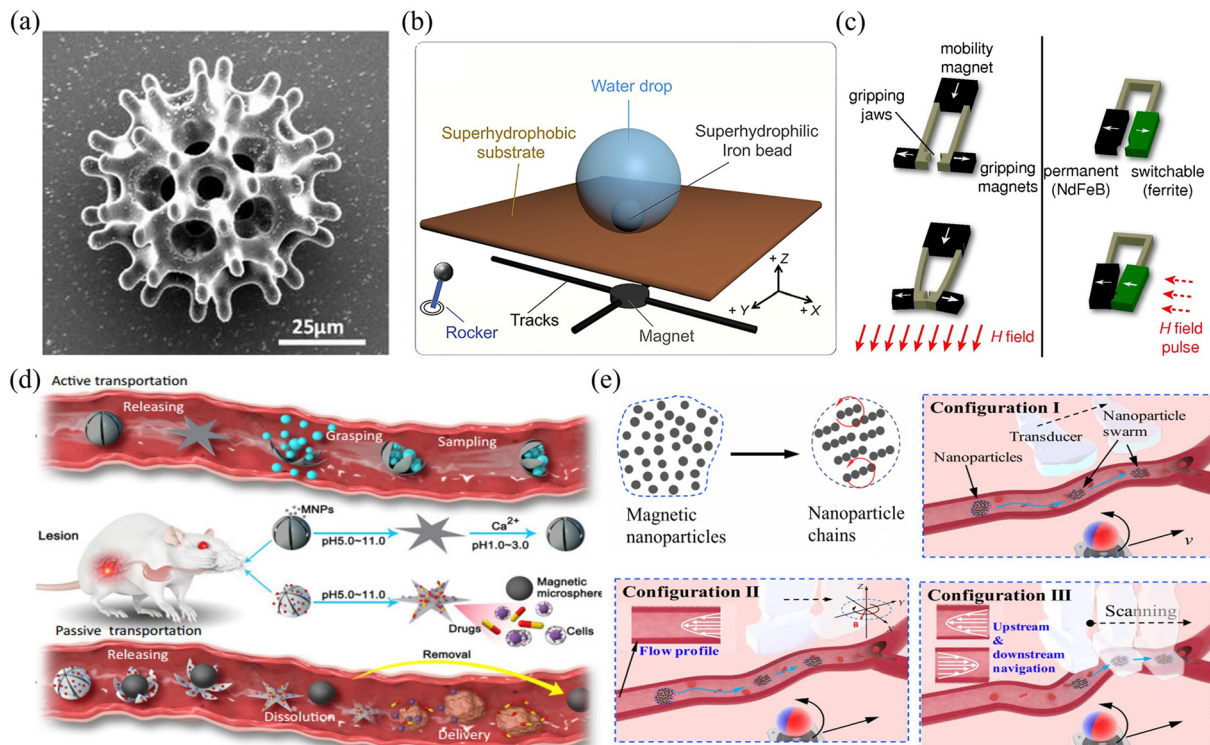 (a)
25μm
(b)
Water drop
Superhydrophobic
substrate
Superhydrophilic
Iron bead
Rocker
Tracks
Magnet
+ Z
+ Y
+ X
(c)
mobility
magnet
gripping
jaws
gripping
magnets
H field
permanent
(NdFeB)
switchable
(ferrite)
H field
pulse
(d)
Active transportation
Releasing
Grasping
Sampling
Lesion
MNPs
pH5.0~11.0
Ca2+
pH1.0~3.0
pH5.0~11.0
Magnetic
microsphere
Drugs
Cells
Passive transportation
Releasing
Dissolution
Removal
Delivery
(e)
Magnetic
nanoparticles
Nanoparticle
chains
Configuration I
Transducer
Nanoparticle
swarm
Nanoparticles
v
Configuration II
Flow profile
Z
Y
X
B
Configuration III
Upstream
&
downstream
navigation
Scanning